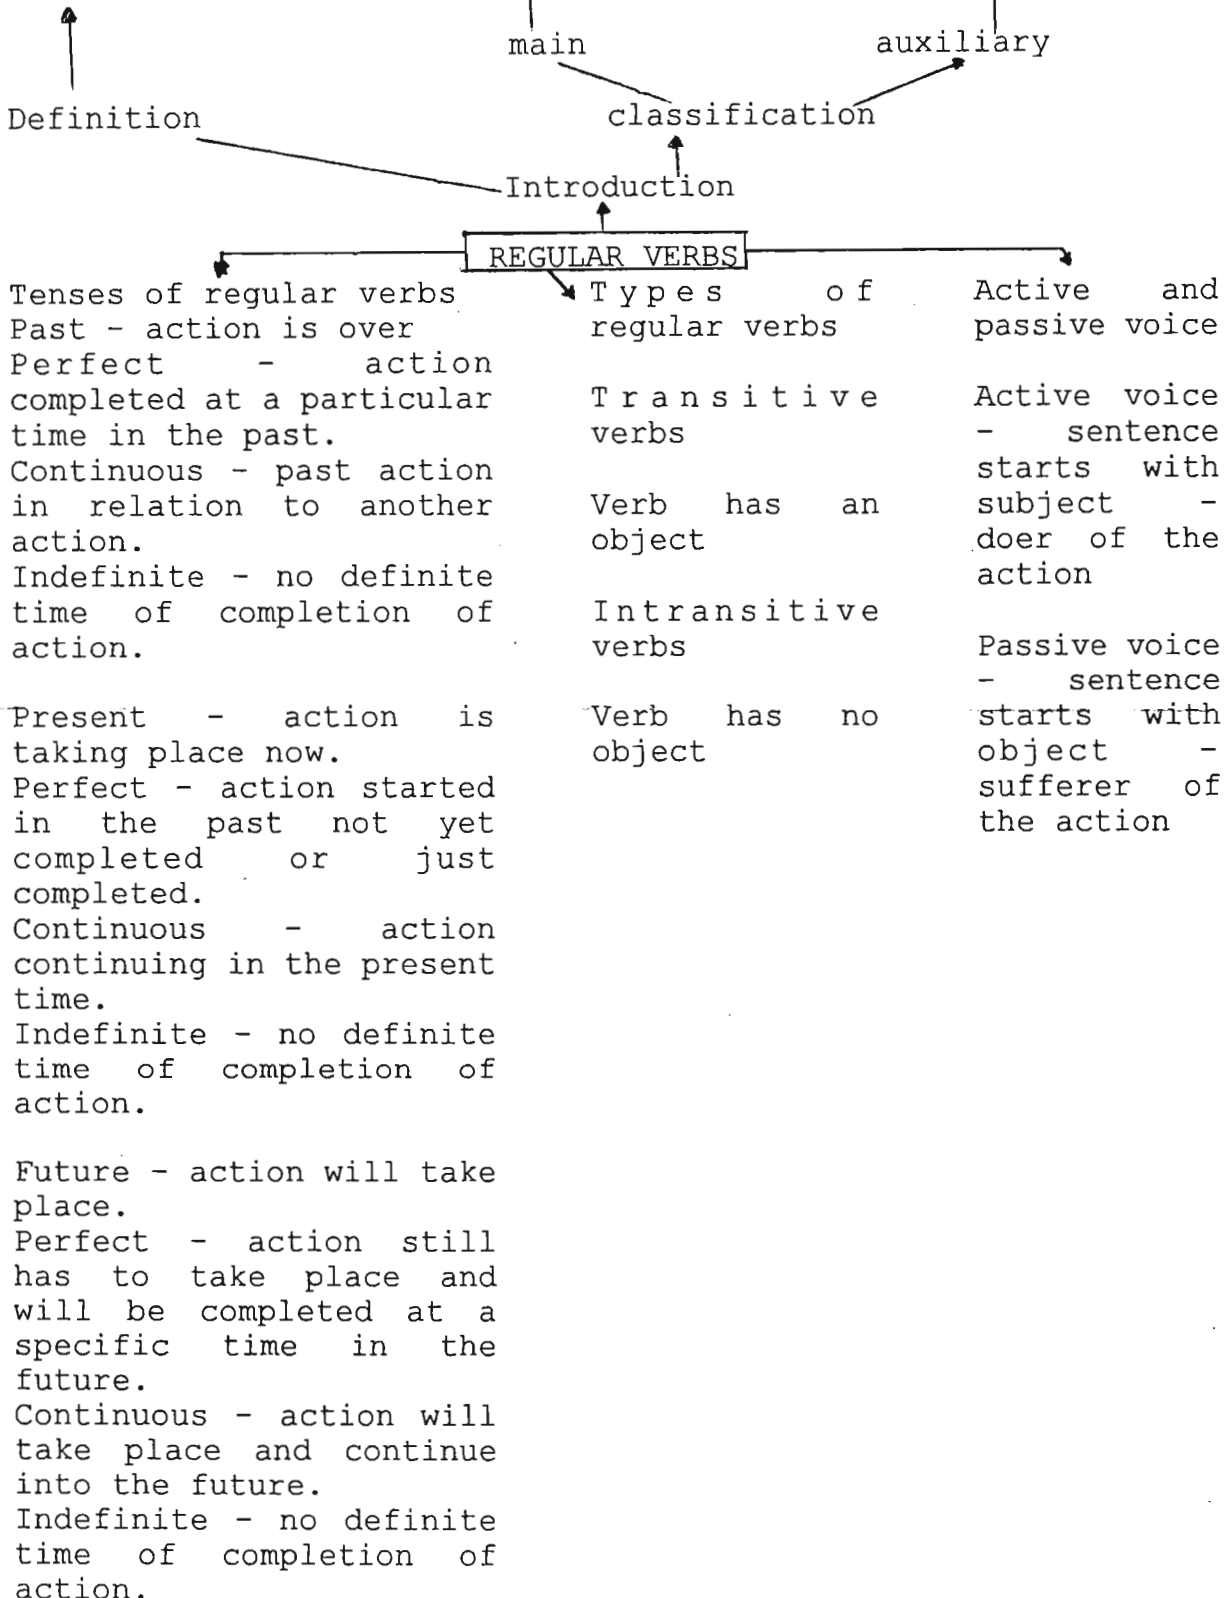 main auxiliary
Definition classification
Introduction
REGULAR VERBS
Tenses of regular verbs
Past - action is over
Perfect - action
completed at a particular
time in the past.
Continuous - past action
in relation to another
action.
Indefinite - no definite
time of completion of
action.
Present - action is
taking place now.
Perfect - action started
in the past not yet
completed or just
completed.
Continuous - action
continuing in the present
time.
Indefinite - no definite
time of completion of
action.
Future - action will take
place.
Perfect - action still
has to take place and
will be completed at a
specific time in the
future.
Continuous - action will
take place and continue
into the future.
Indefinite - no definite
time of completion of
action.
Types of
regular verbs
Transitive
verbs
Verb has an
object
Intransitive
verbs
Verb has no
object
Active and
passive voice
Active voice
- sentence
starts with
subject -
doer of the
action
Passive voice
- sentence
starts with
object -
sufferer of
the action